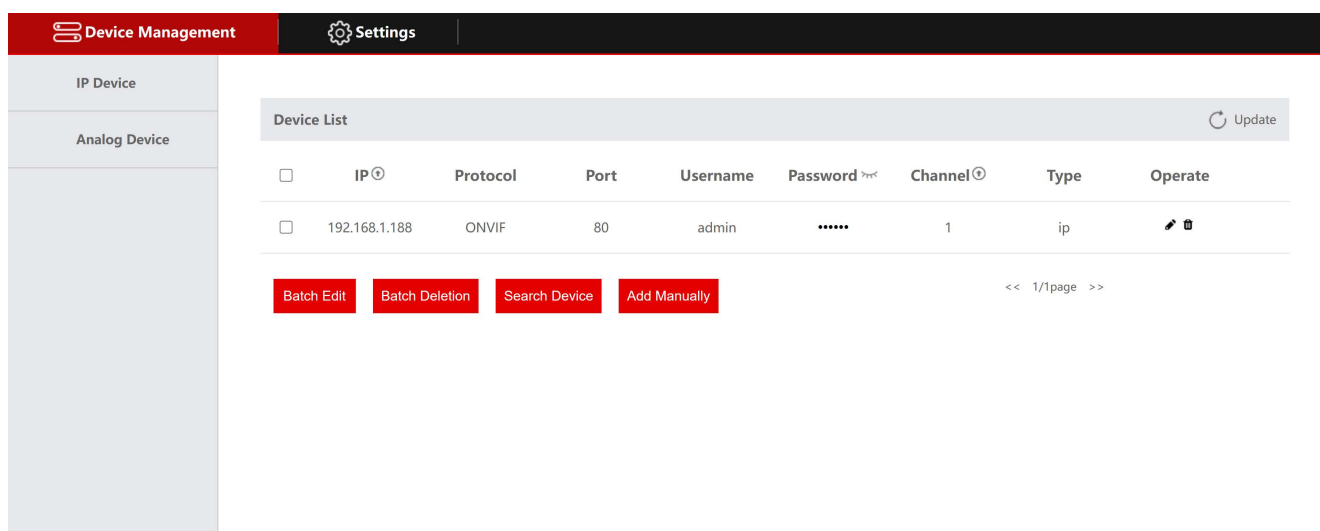 Device Management Settings
IP Device
Analog Device
Device List Update
IP Protocol Port Username Password Channel Type Operate
192.168.1.188 ONVIF 80 admin •••••• 1 ip
Batch Edit Batch Deletion Search Device Add Manually << 1/1page >>